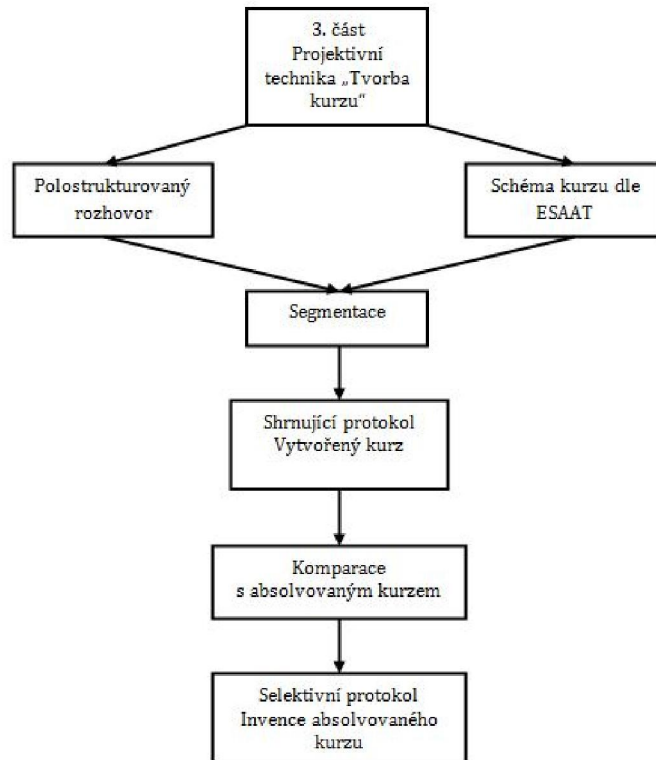 3. část
Projektivní
technika „Tvorba
kurzu“
Polostrukturovaný
rozhovor
Schéma kurzu dle
ESAAT
Segmentace
Shrnující protokol
Vytvořený kurz
Komparace
s absolvovaným kurzem
Selektivní protokol
Invence absolvovaného
kurzu